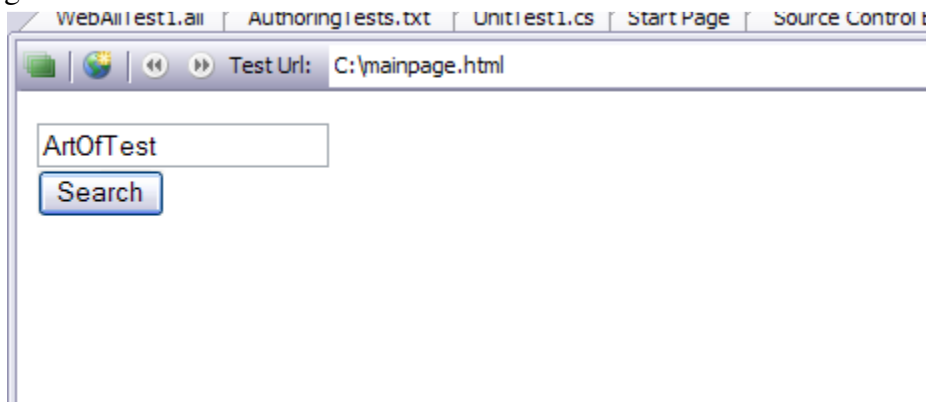 WebAiiTest1.aii AuthoringTests.txt UnitTest1.cs Start Page Source Control
Test Url: C:\mainpage.html
ArtOfTest
Search